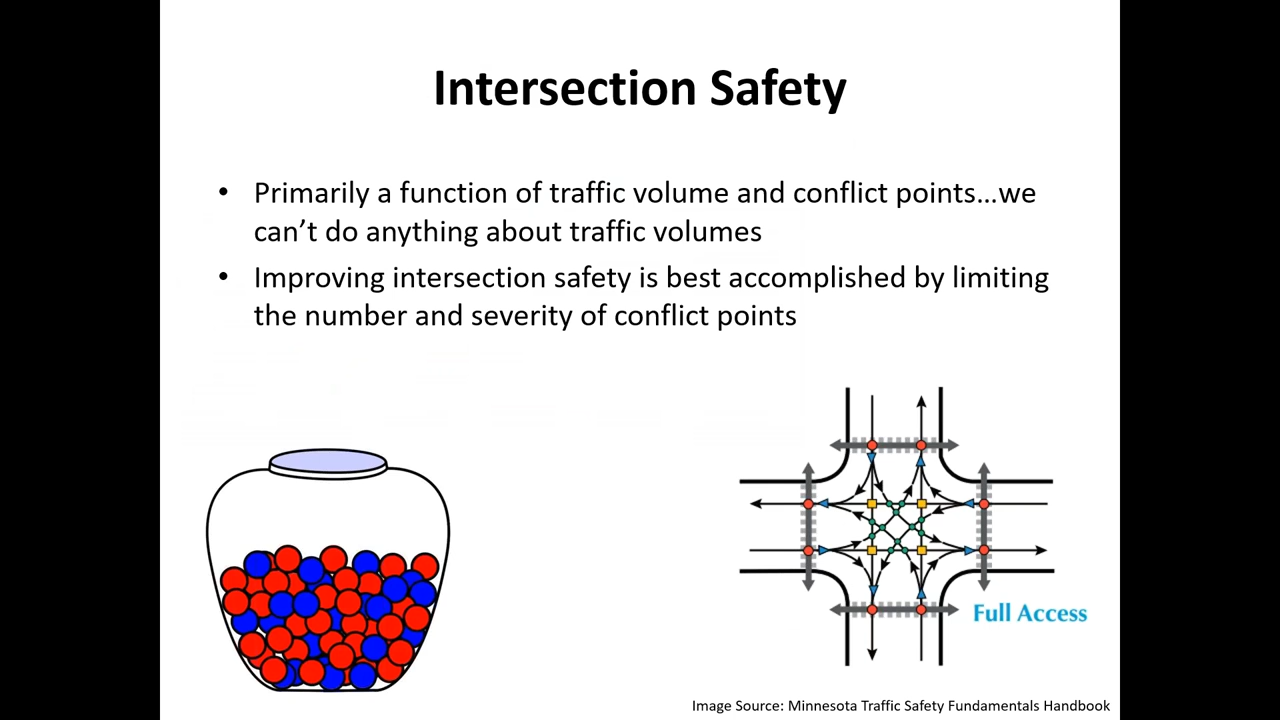 Intersection Safety
• Primarily a function of traffic volume and conflict points…we
can’t do anything about traffic volumes
• Improving intersection safety is best accomplished by limiting
the number and severity of conflict points
Full Access
Image Source: Minnesota Traffic Safety Fundamentals Handbook